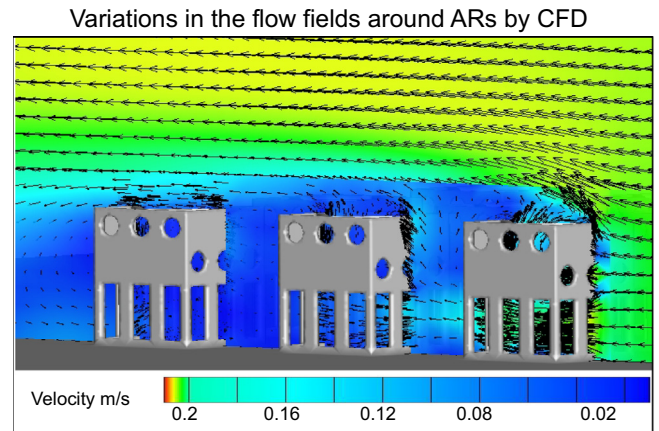 Variations in the flow fields around ARs by CFD
Velocity m/s
0.2 0.16 0.12 0.08 0.02